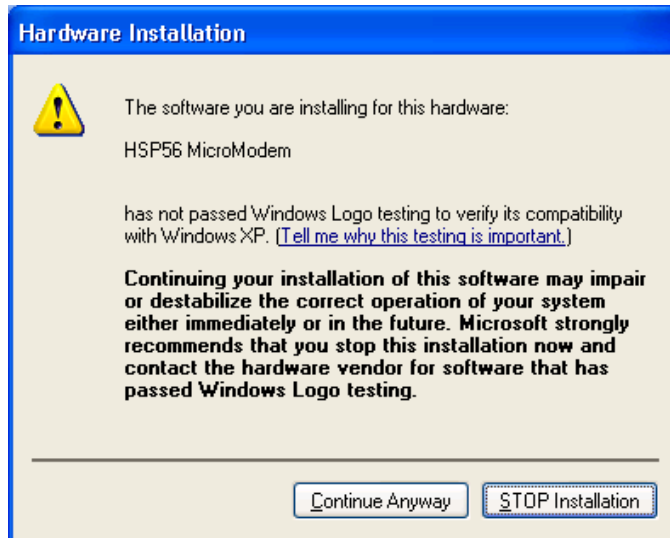 Hardware Installation
The software you are installing for this hardware:
HSP56 MicroModem
has not passed Windows Logo testing to verify its compatibility
with Windows XP. (Tell me why this testing is important.)
Continuing your installation of this software may impair
or destabilize the correct operation of your system
either immediately or in the future. Microsoft strongly
recommends that you stop this installation now and
contact the hardware vendor for software that has
passed Windows Logo testing.
Continue Anyway STOP Installation